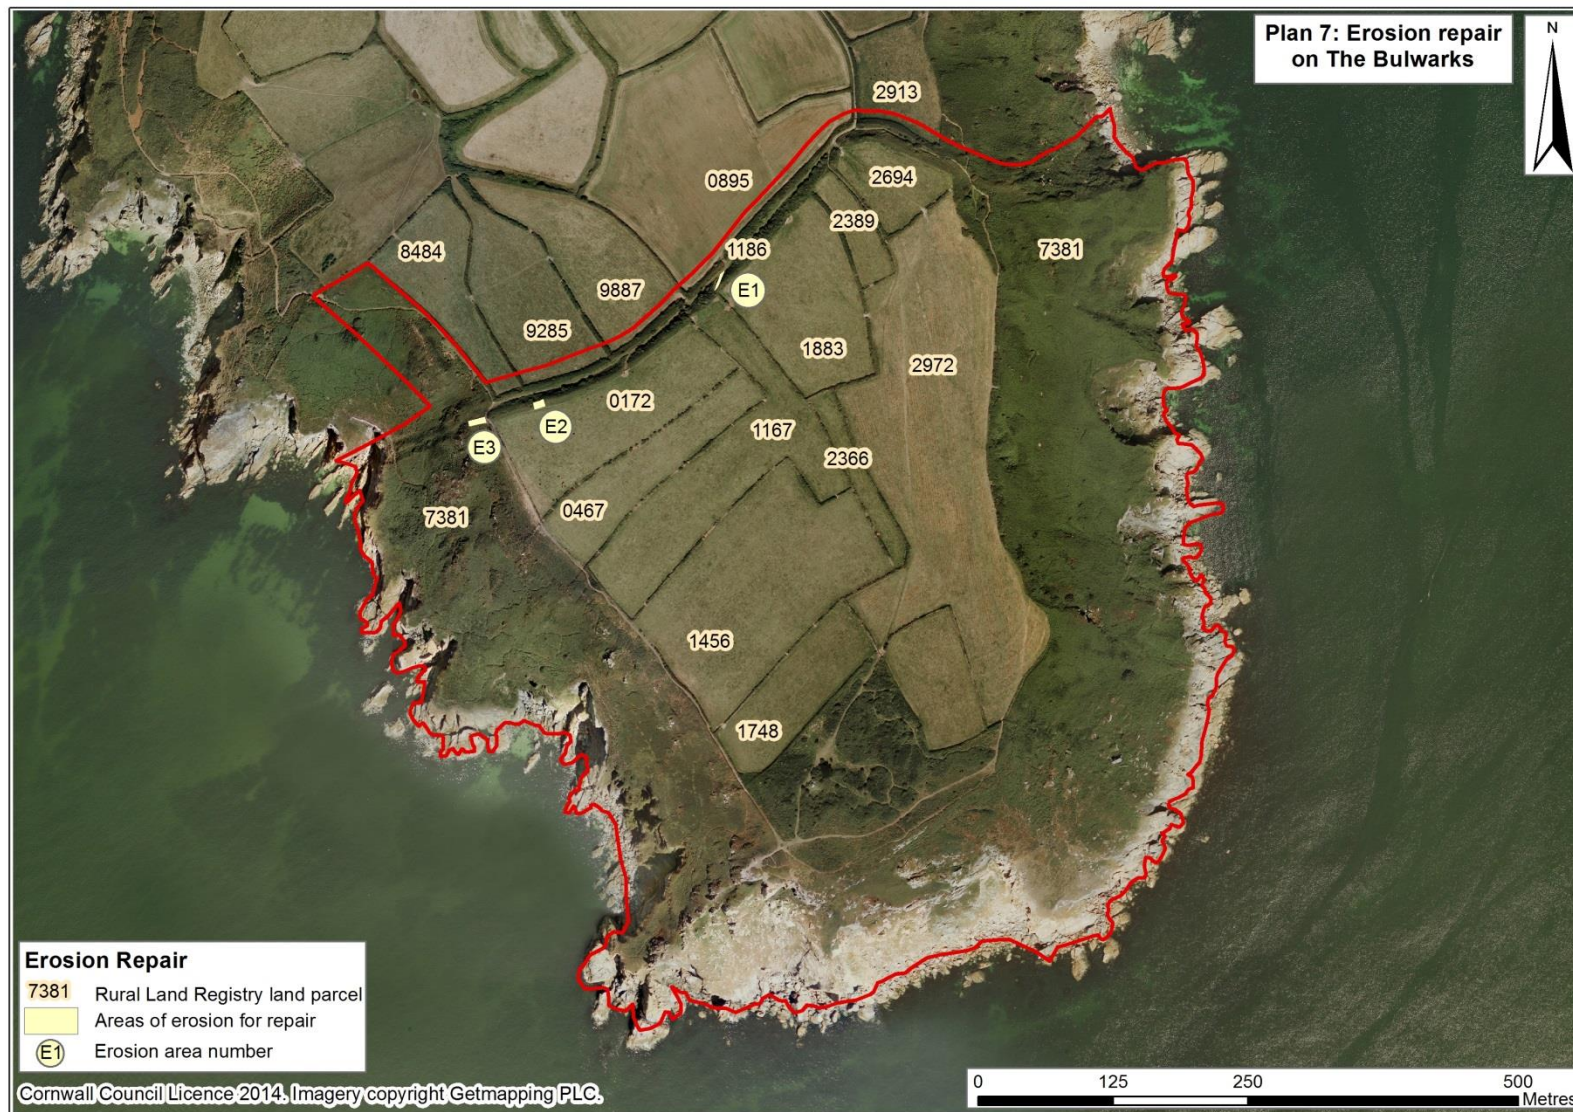 Plan 7: Erosion repair
on The Bulwarks
N
2913
0895
2694
2389
8484
1186
7381
9887
E1
9285
1883
2972
0172
E2
1167
E3
2366
0467
7381
1456
1748
Erosion Repair
7381 Rural Land Registry land parcel
Areas of erosion for repair
E1 Erosion area number
Cornwall Council Licence 2014. Imagery copyright Getmapping PLC.
0 125 250 500
Metres